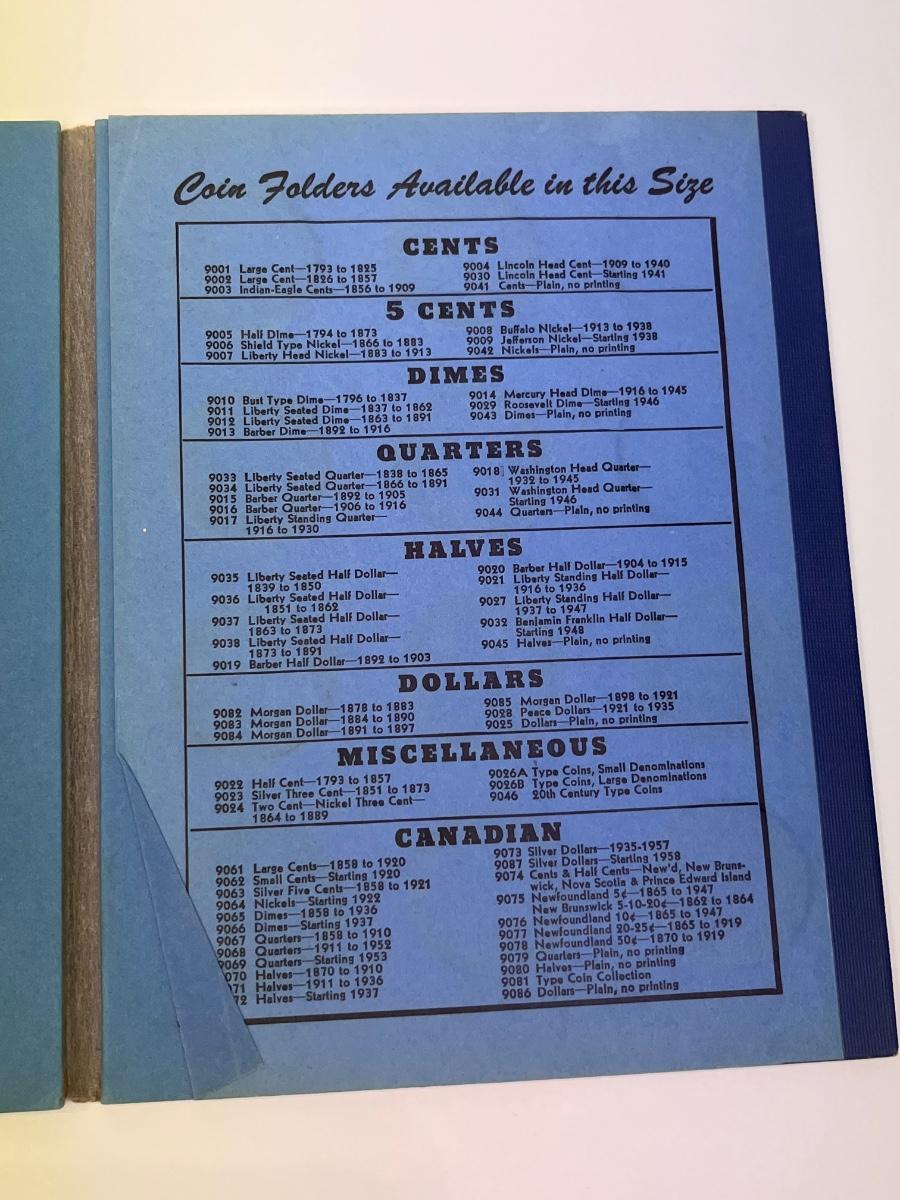 Coin Folders Available in this Size
CENTS
9001 Large Cent—1793 to 1825
9002 Large Cent—1826 to 1857
9003 Indian-Eagle Cents—1856 to 1909
9004 Lincoln Head Cent—1909 to 1940
9030 Lincoln Head Cent—Starting 1941
9041 Cents—Plain, no printing
5 CENTS
9005 Half Dime—1794 to 1873
9006 Shield Type Nickel—1866 to 1883
9007 Liberty Head Nickel—1883 to 1913
9008 Buffalo Nickel—1913 to 1938
9009 Jefferson Nickel—Starting 1938
9042 Nickels—Plain, no printing
DIMES
9010 Bust Type Dime—1796 to 1837
9011 Liberty Seated Dime—1837 to 1862
9012 Liberty Seated Dime—1863 to 1891
9013 Barber Dime—1892 to 1916
9014 Mercury Head Dime—1916 to 1945
9029 Roosevelt Dime—Starting 1946
9043 Dimes—Plain, no printing
QUARTERS
9033 Liberty Seated Quarter—1838 to 1865
9034 Liberty Seated Quarter—1866 to 1891
9015 Barber Quarter—1892 to 1905
9016 Barber Quarter—1906 to 1916
9017 Liberty Standing Quarter—
1916 to 1930
9018 Washington Head Quarter—
1932 to 1945
9031 Washington Head Quarter—
Starting 1946
9044 Quarters—Plain, no printing
HALVES
9035 Liberty Seated Half Dollar—
1839 to 1850
9036 Liberty Seated Half Dollar—
1851 to 1862
9037 Liberty Seated Half Dollar—
1863 to 1873
9038 Liberty Seated Half Dollar—
1873 to 1891
9019 Barber Half Dollar—1892 to 1903
9020 Barber Half Dollar—1904 to 1915
9021 Liberty Standing Half Dollar—
1916 to 1936
9027 Liberty Standing Half Dollar—
1937 to 1947
9032 Benjamin Franklin Half Dollar—
Starting 1948
9045 Halves—Plain, no printing
DOLLARS
9082 Morgan Dollar—1878 to 1883
9083 Morgan Dollar—1884 to 1890
9084 Morgan Dollar—1891 to 1897
9085 Morgan Dollar—1898 to 1921
9028 Peace Dollars—1921 to 1935
9025 Dollars—Plain, no printing
MISCELLANEOUS
9022 Half Cent—1793 to 1857
9023 Silver Three Cent—1851 to 1873
9024 Two Cent—Nickel Three Cent—
1864 to 1889
9026A Type Coins, Small Denominations
9026B Type Coins, Large Denominations
9046 20th Century Type Coins
CANADIAN
9061 Large Cents—1858 to 1920
9062 Small Cents—Starting 1920
9063 Silver Five Cents—1858 to 1921
9064 Nickels—Starting 1922
9065 Dimes—1858 to 1936
9066 Dimes—Starting 1937
9067 Quarters—1858 to 1910
9068 Quarters—1911 to 1952
9069 Quarters—Starting 1953
070 Halves—1870 to 1910
71 Halves—1911 to 1936
72 Halves—Starting 1937
9073 Silver Dollars—1935-1957
9087 Silver Dollars—Starting 1958
9074 Cents & Half Cents—New'd, New Bruns-
wick, Nova Scotia & Prince Edward Island
9075 Newfoundland 5¢—1865 to 1947
New Brunswick 5-10-20¢—1862 to 1864
9076 Newfoundland 10¢—1865 to 1947
9077 Newfoundland 20-25¢—1865 to 1919
9078 Newfoundland 50¢—1870 to 1919
9079 Quarters—Plain, no printing
9080 Halves—Plain, no printing
9081 Type Coin Collection
9086 Dollars—Plain, no printing